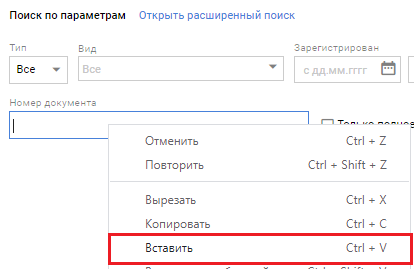 Поиск по параметрам Открыть расширенный поиск
Тип Вид Зарегистрирован
Все Все с дд.мм.гггг
Номер документа
Только
Отменить Ctrl + Z
Повторить Ctrl + Shift + Z
Вырезать Ctrl + X
Копировать Ctrl + C
Вставить Ctrl + V